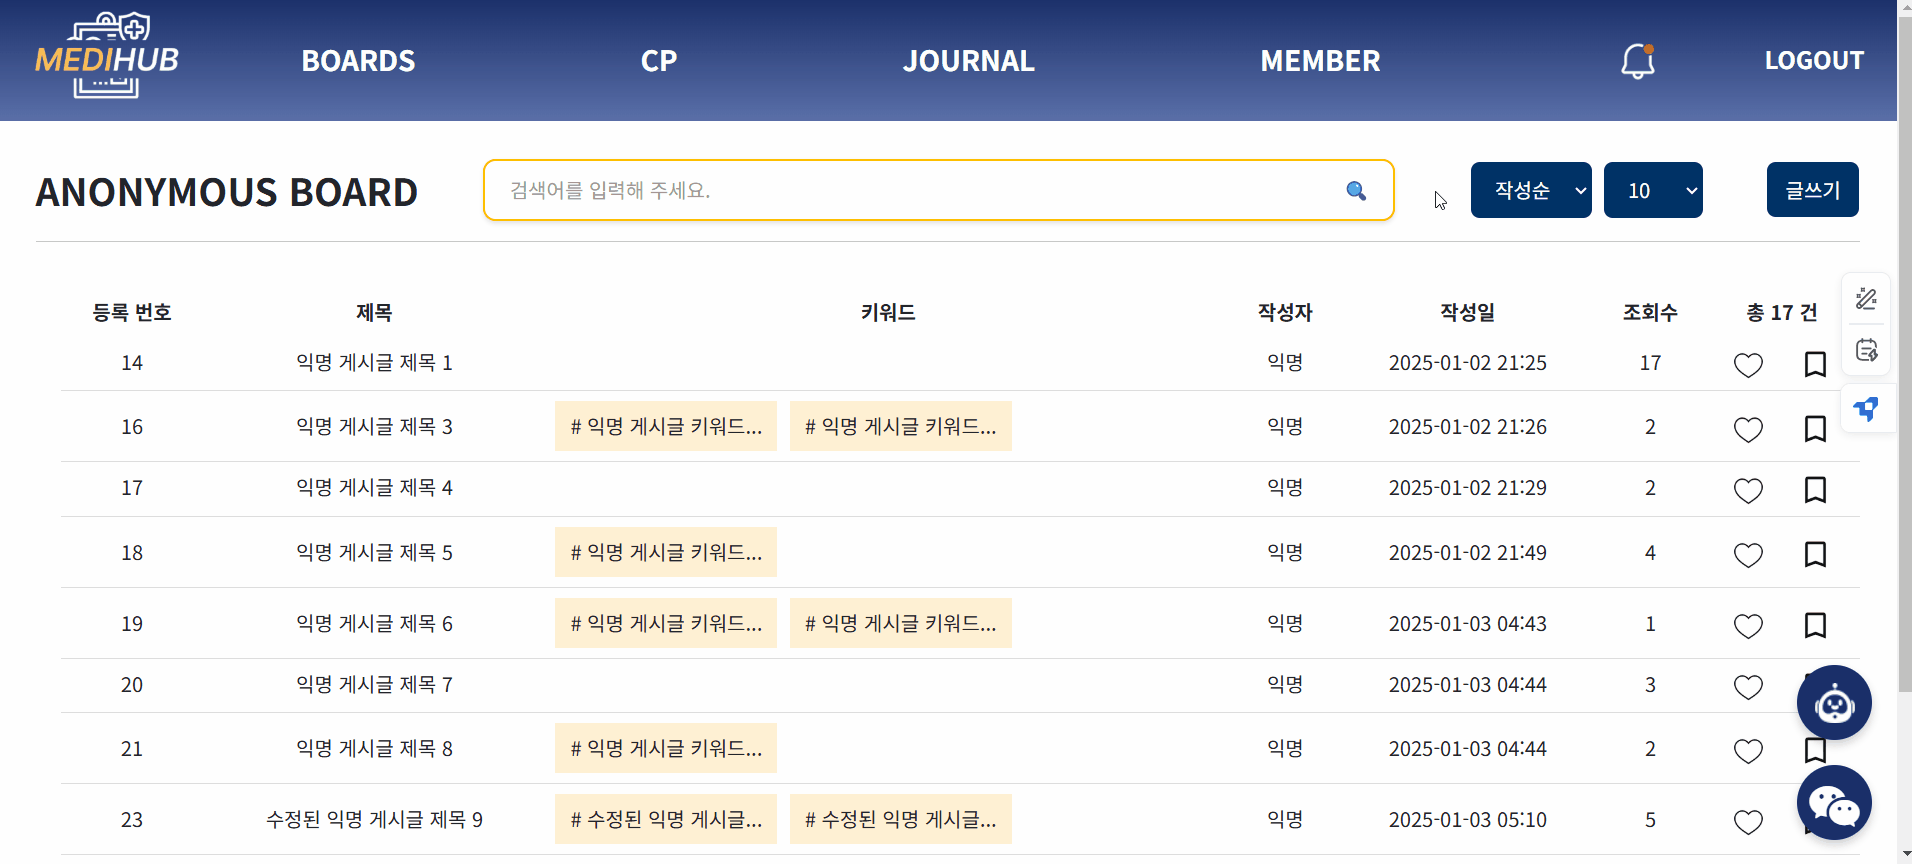 MEDIHUB BOARDS CP JOURNAL MEMBER LOGOUT
ANONYMOUS BOARD 검색어를 입력해 주세요. 작성순 10 글쓰기
등록 번호 제목 키워드 작성자 작성일 조회수 총 17 건
14 익명 게시글 제목 1 익명 2025-01-02 21:25 17
16 익명 게시글 제목 3 # 익명 게시글 키워드... # 익명 게시글 키워드... 익명 2025-01-02 21:26 2
17 익명 게시글 제목 4 익명 2025-01-02 21:29 2
18 익명 게시글 제목 5 # 익명 게시글 키워드... 익명 2025-01-02 21:49 4
19 익명 게시글 제목 6 # 익명 게시글 키워드... # 익명 게시글 키워드... 익명 2025-01-03 04:43 1
20 익명 게시글 제목 7 익명 2025-01-03 04:44 3
21 익명 게시글 제목 8 # 익명 게시글 키워드... 익명 2025-01-03 04:44 2
23 수정된 익명 게시글 제목 9 # 수정된 익명 게시글... # 수정된 익명 게시글... 익명 2025-01-03 05:10 5